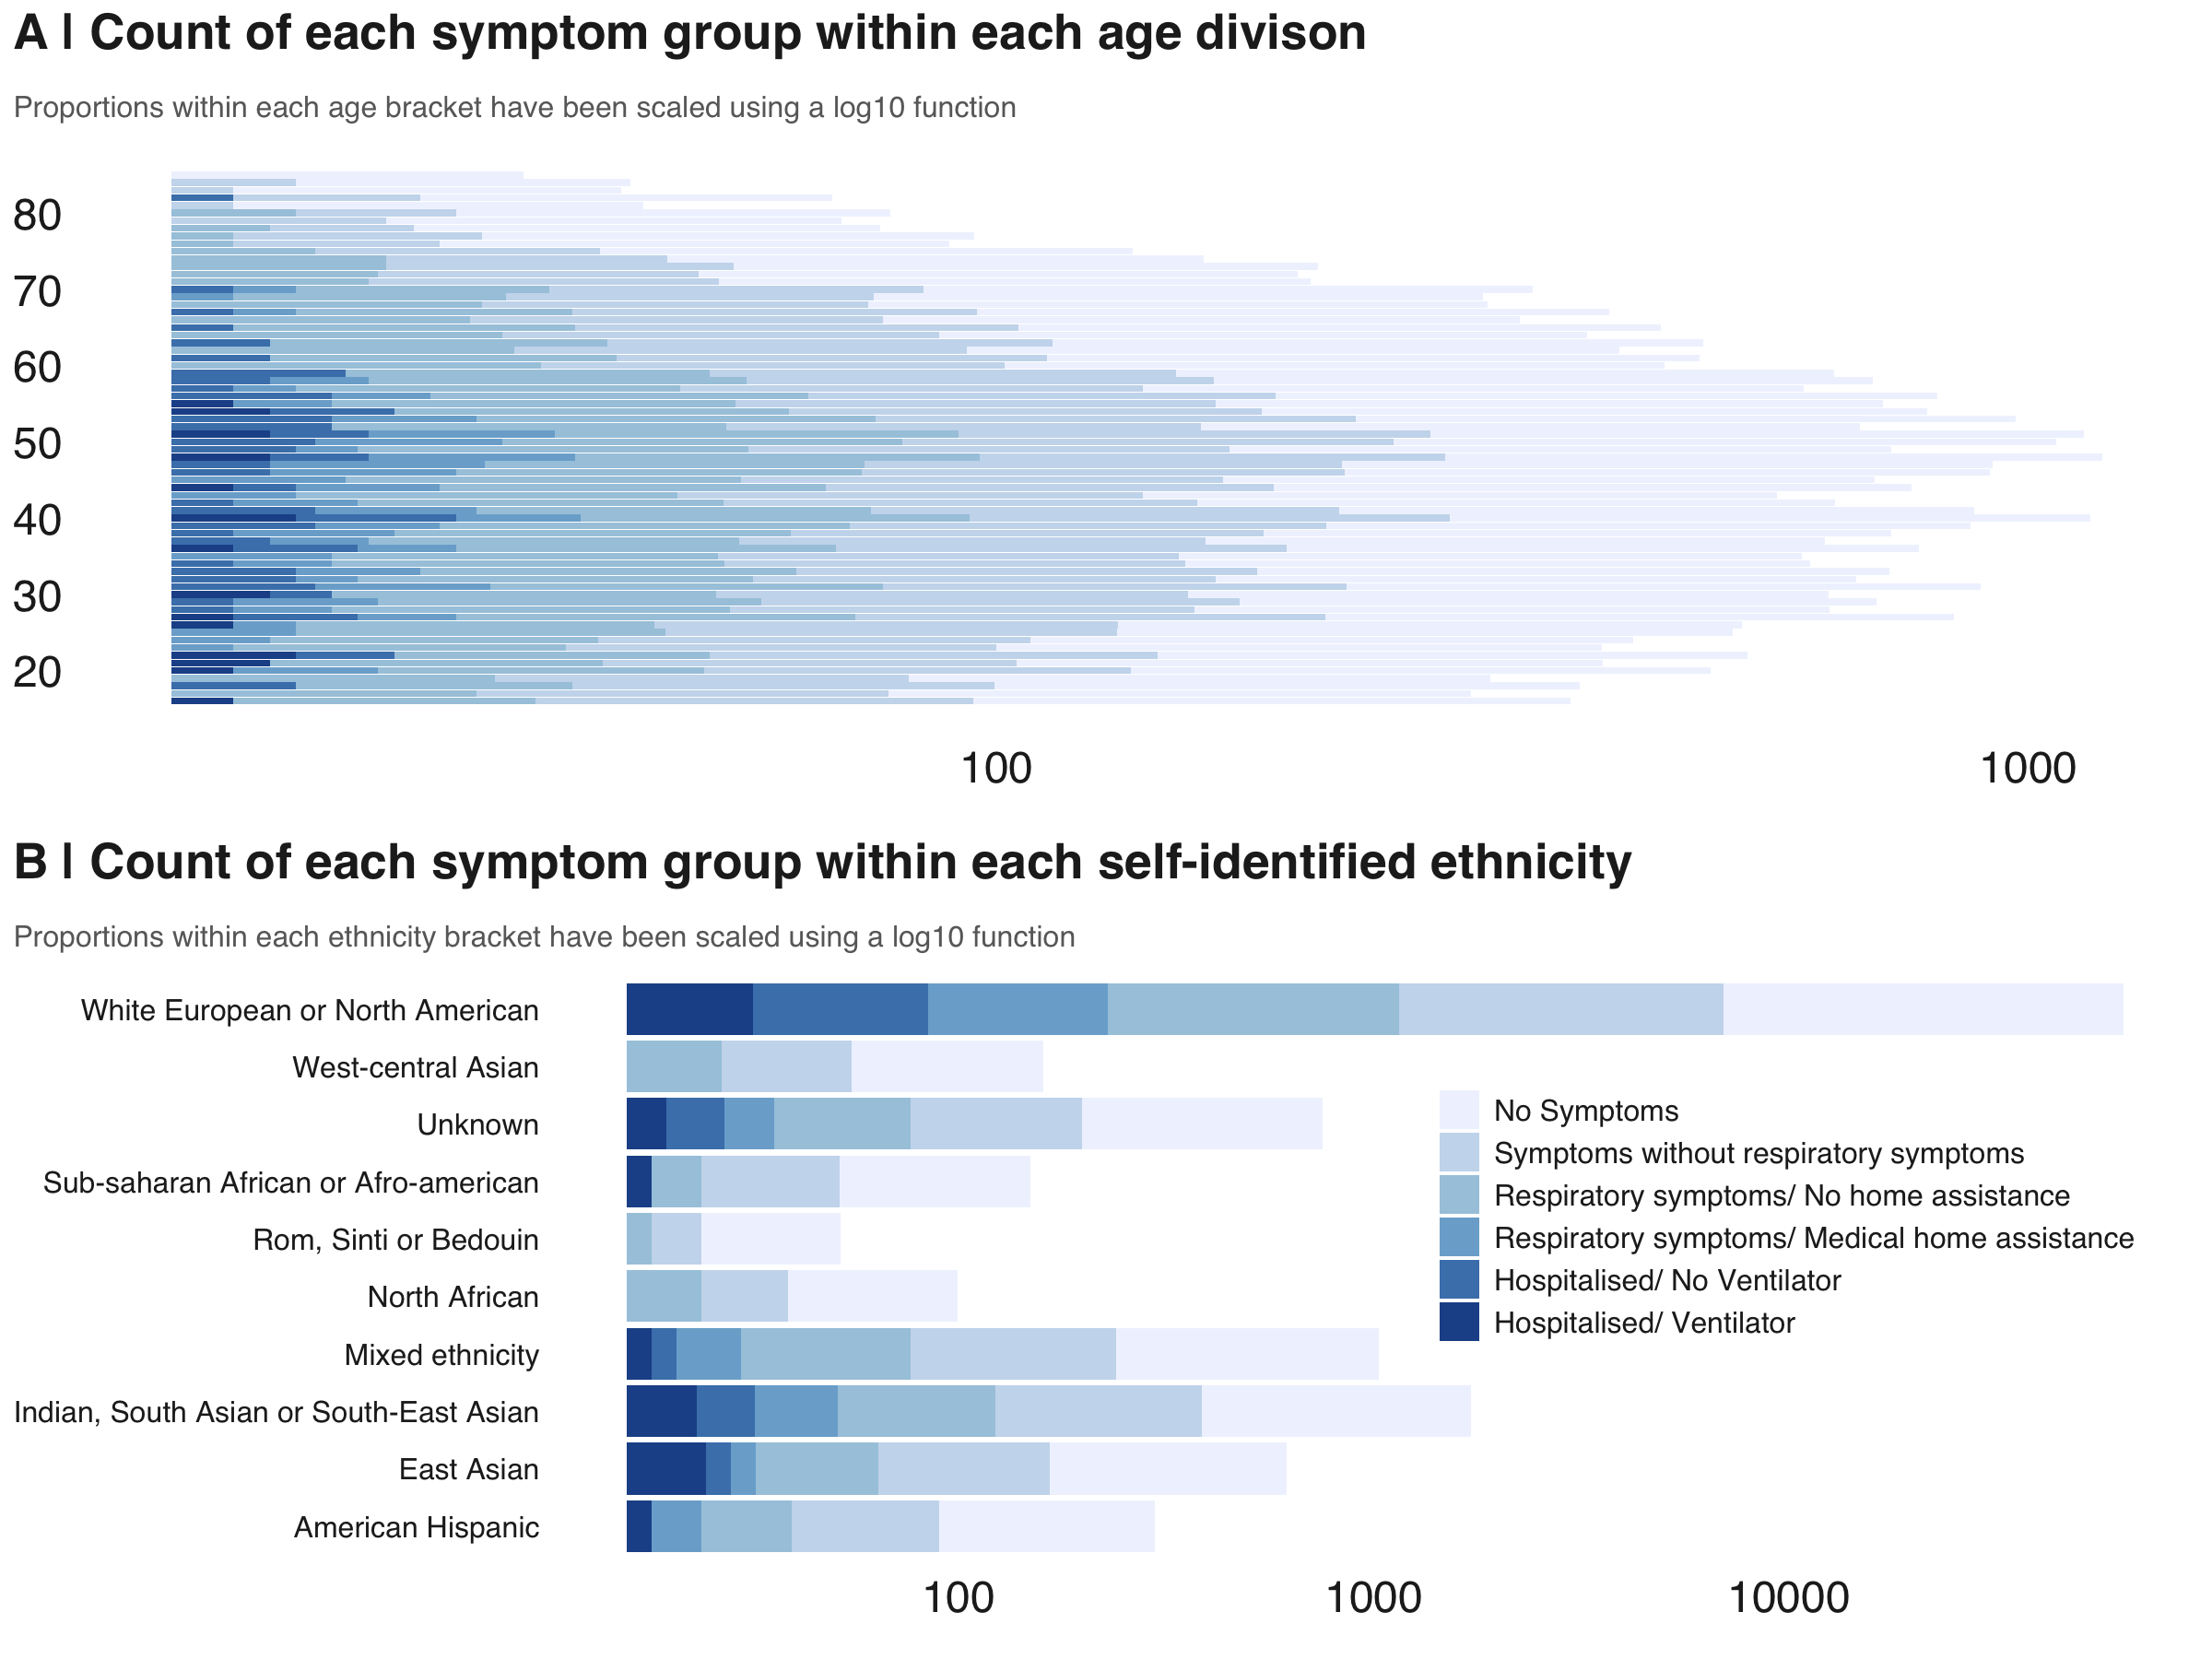 A | Count of each symptom group within each age divison
Proportions within each age bracket have been scaled using a log10 function
80
70
60
50
40
30
20
100
1000
B | Count of each symptom group within each self-identified ethnicity
Proportions within each ethnicity bracket have been scaled using a log10 function
White European or North American
West-central Asian
Unknown
Sub-saharan African or Afro-american
Rom, Sinti or Bedouin
North African
Mixed ethnicity
Indian, South Asian or South-East Asian
East Asian
American Hispanic
No Symptoms
Symptoms without respiratory symptoms
Respiratory symptoms/ No home assistance
Respiratory symptoms/ Medical home assistance
Hospitalised/ No Ventilator
Hospitalised/ Ventilator
100
1000
10000